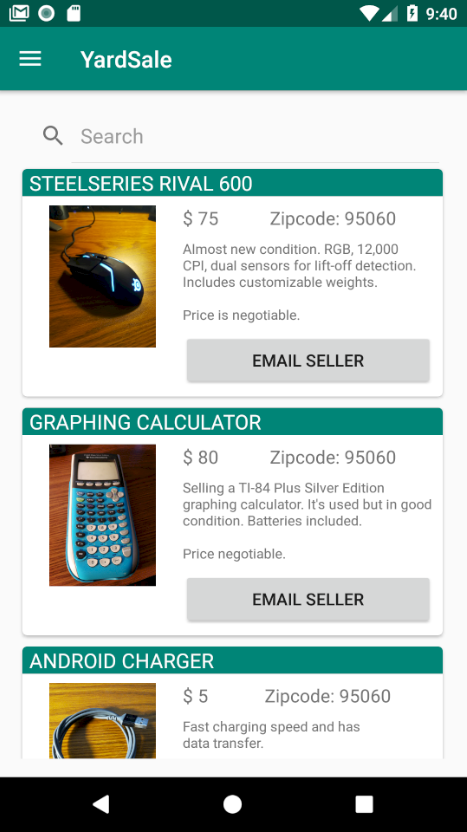 9:40
YardSale
Search
STEELSERIES RIVAL 600
$ 75 Zipcode: 95060
Almost new condition. RGB, 12,000
CPI, dual sensors for lift-off detection.
Includes customizable weights.
Price is negotiable.
EMAIL SELLER
GRAPHING CALCULATOR
$ 80 Zipcode: 95060
Selling a TI-84 Plus Silver Edition
graphing calculator. It's used but in good
condition. Batteries included.
Price negotiable.
EMAIL SELLER
ANDROID CHARGER
$ 5 Zipcode: 95060
Fast charging speed and has
data transfer.